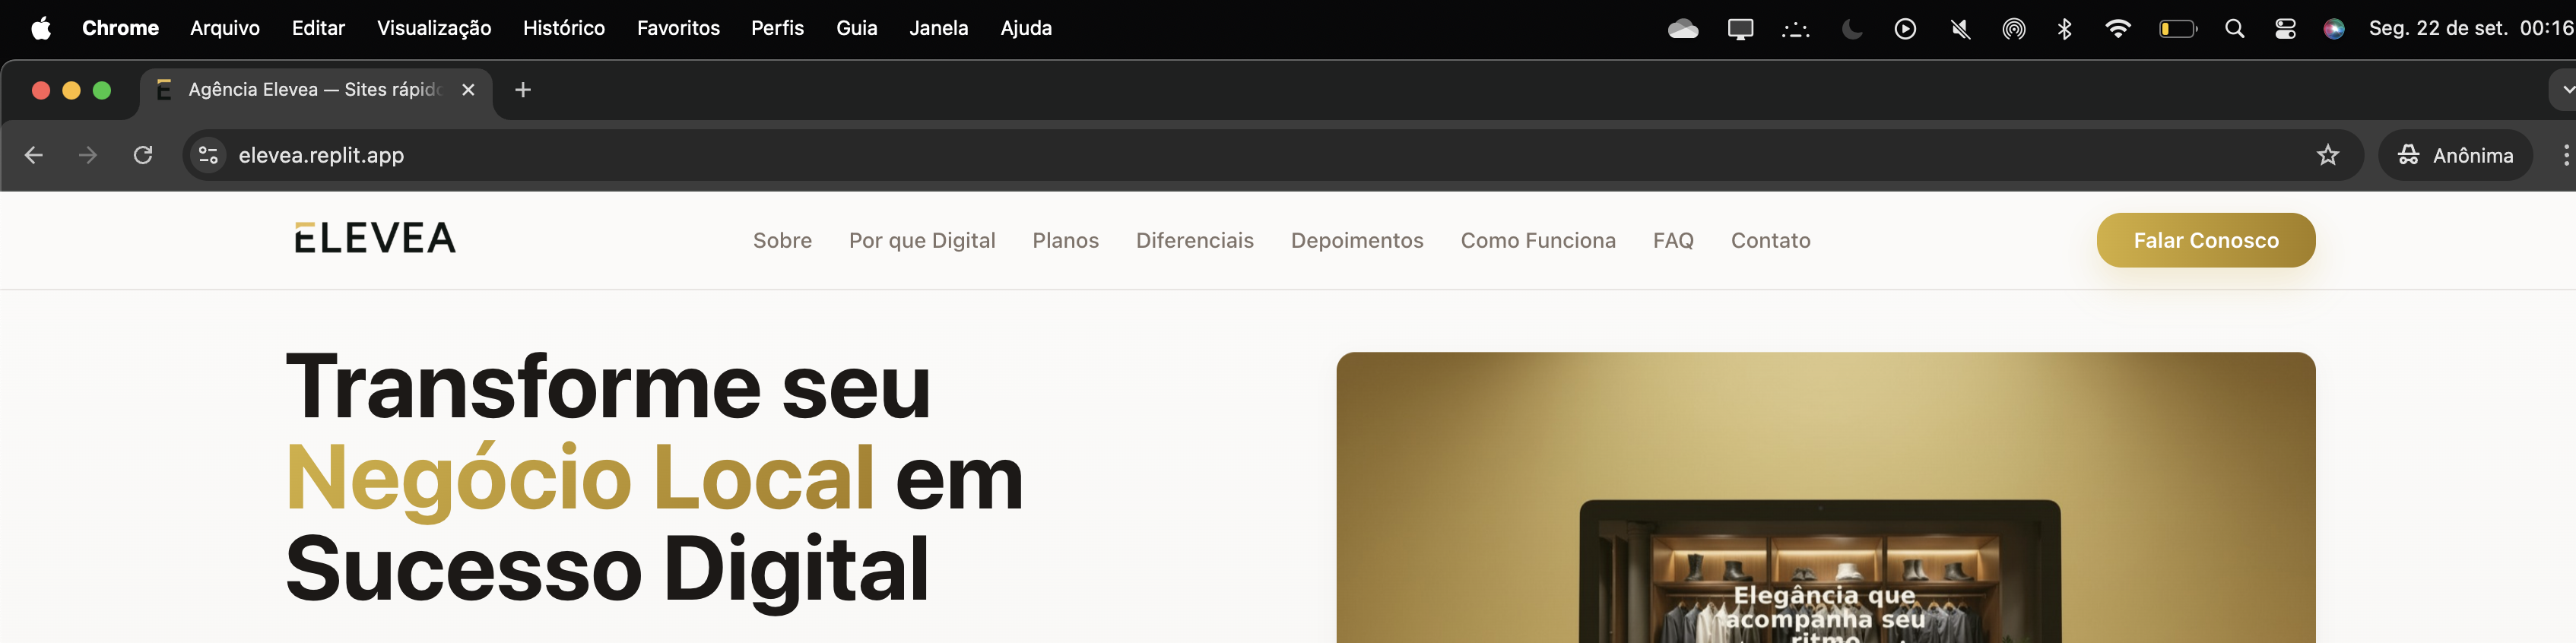 Chrome Arquivo Editar Visualização Histórico Favoritos Perfis Guia Janela Ajuda Seg. 22 de set. 00:16
Agência Elevea — Sites rápido
elevea.replit.app Anônima
ELEVEA Sobre Por que Digital Planos Diferenciais Depoimentos Como Funciona FAQ Contato Falar Conosco
Transforme seu
Negócio Local em
Sucesso Digital
Elegância que
acompanha seu
ritmo